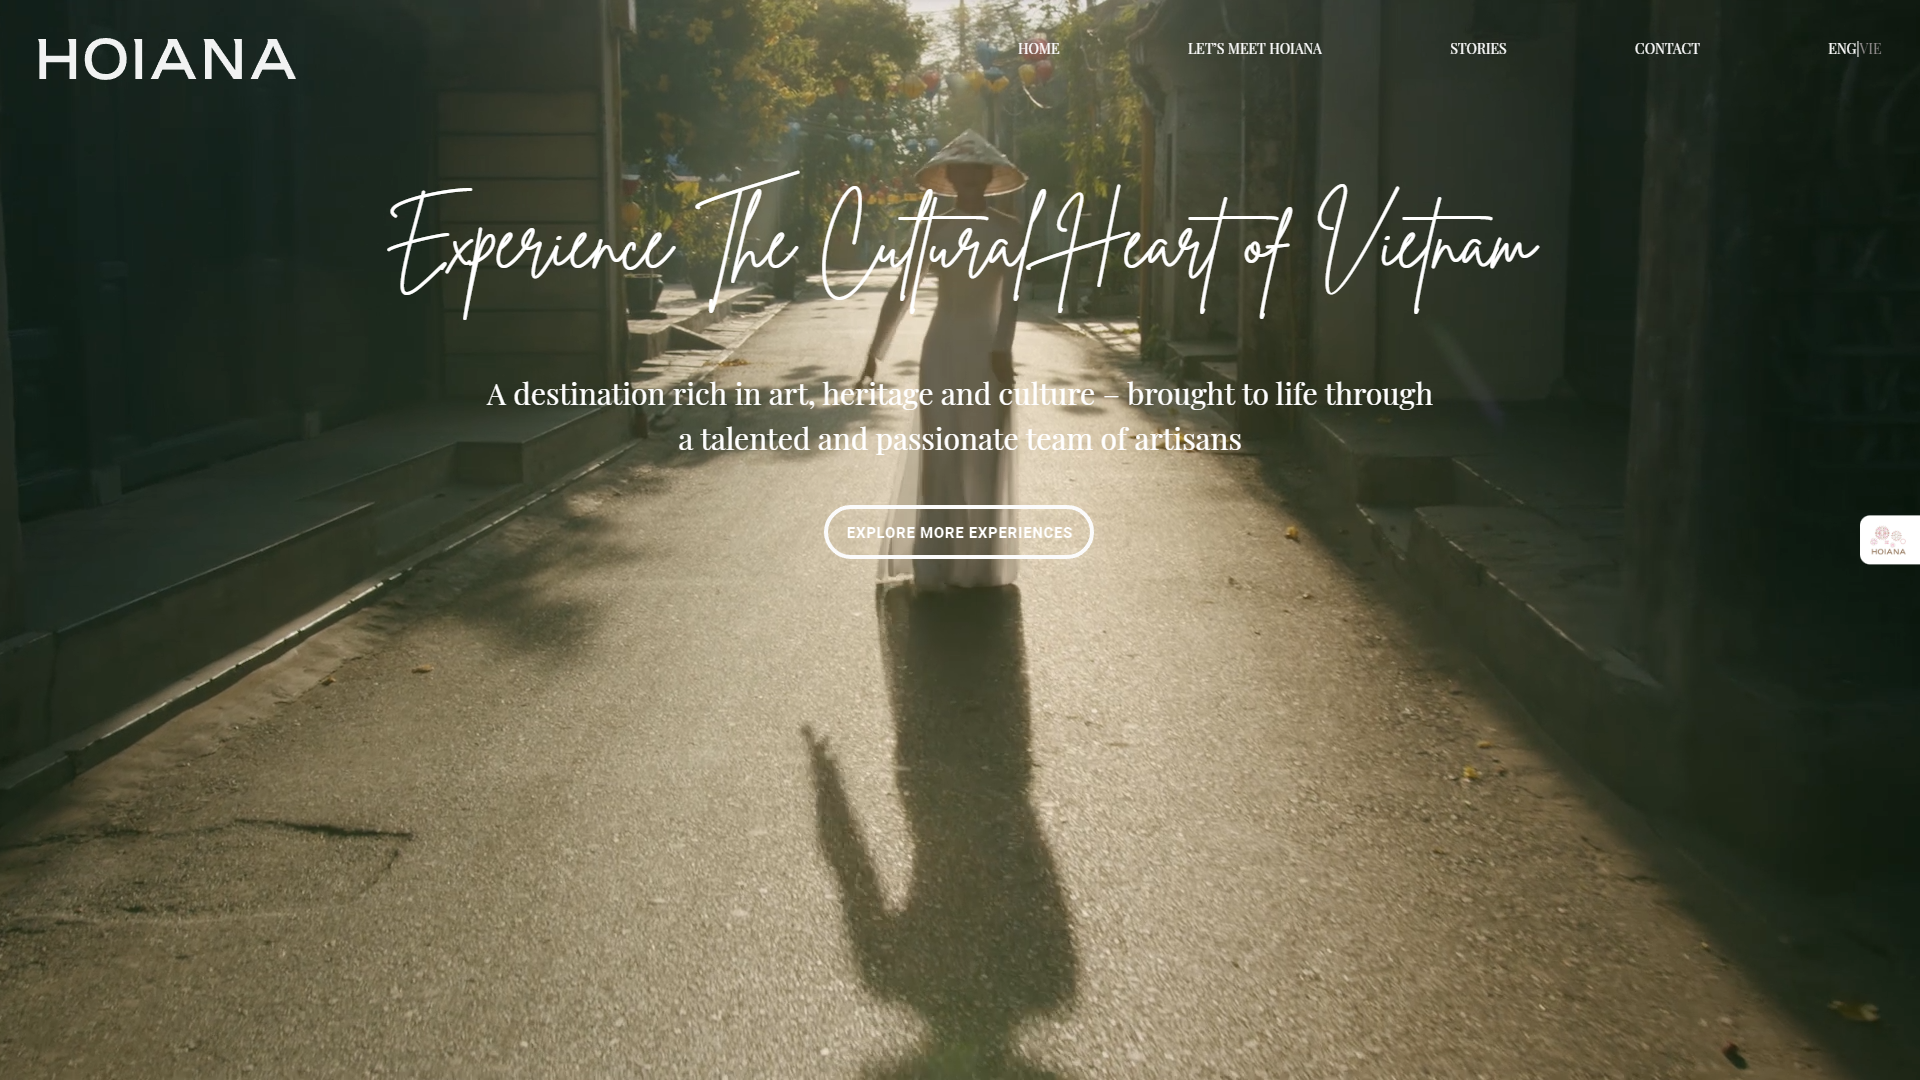 HOIANA
HOME
LET'S MEET HOIANA
STORIES
CONTACT
ENG|VIE
Experience The Cultural Heart of Vietnam
A destination rich in art, heritage and culture – brought to life through
a talented and passionate team of artisans
EXPLORE MORE EXPERIENCES
HOIANA